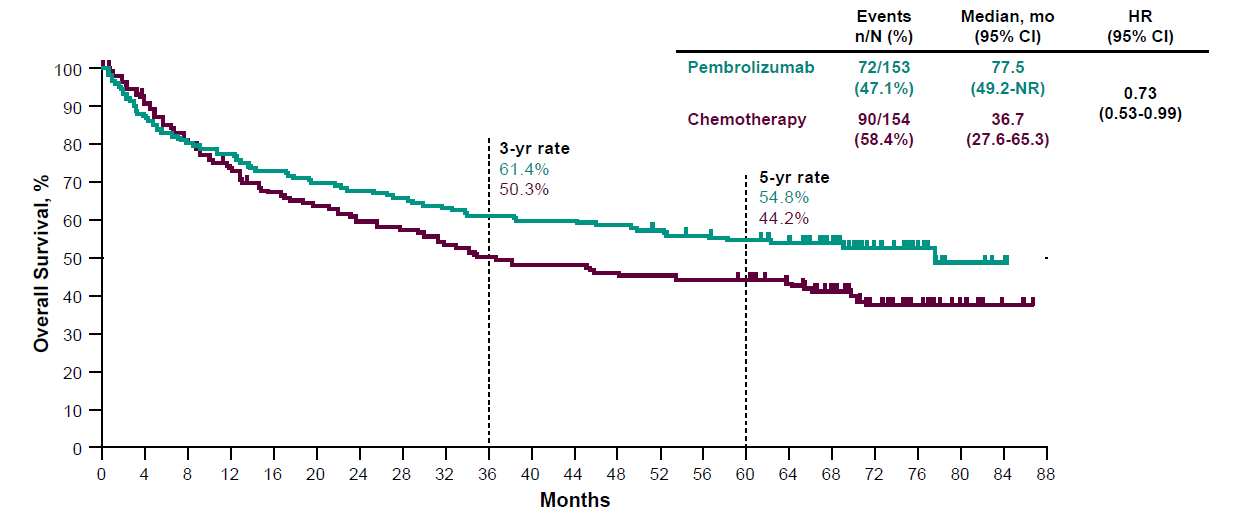 Events Median, mo HR
n/N (%) (95% CI) (95% CI)
Pembrolizumab 72/153 77.5
(47.1%) (49.2-NR)
0.73
(0.53-0.99)
Chemotherapy 90/154 36.7
(58.4%) (27.6-65.3)
3-yr rate
61.4%
50.3%
5-yr rate
54.8%
44.2%
Overall Survival, %
100
90
80
70
60
50
40
30
20
10
0
0 4 8 12 16 20 24 28 32 36 40 44 48 52 56 60 64 68 72 76 80 84 88
Months